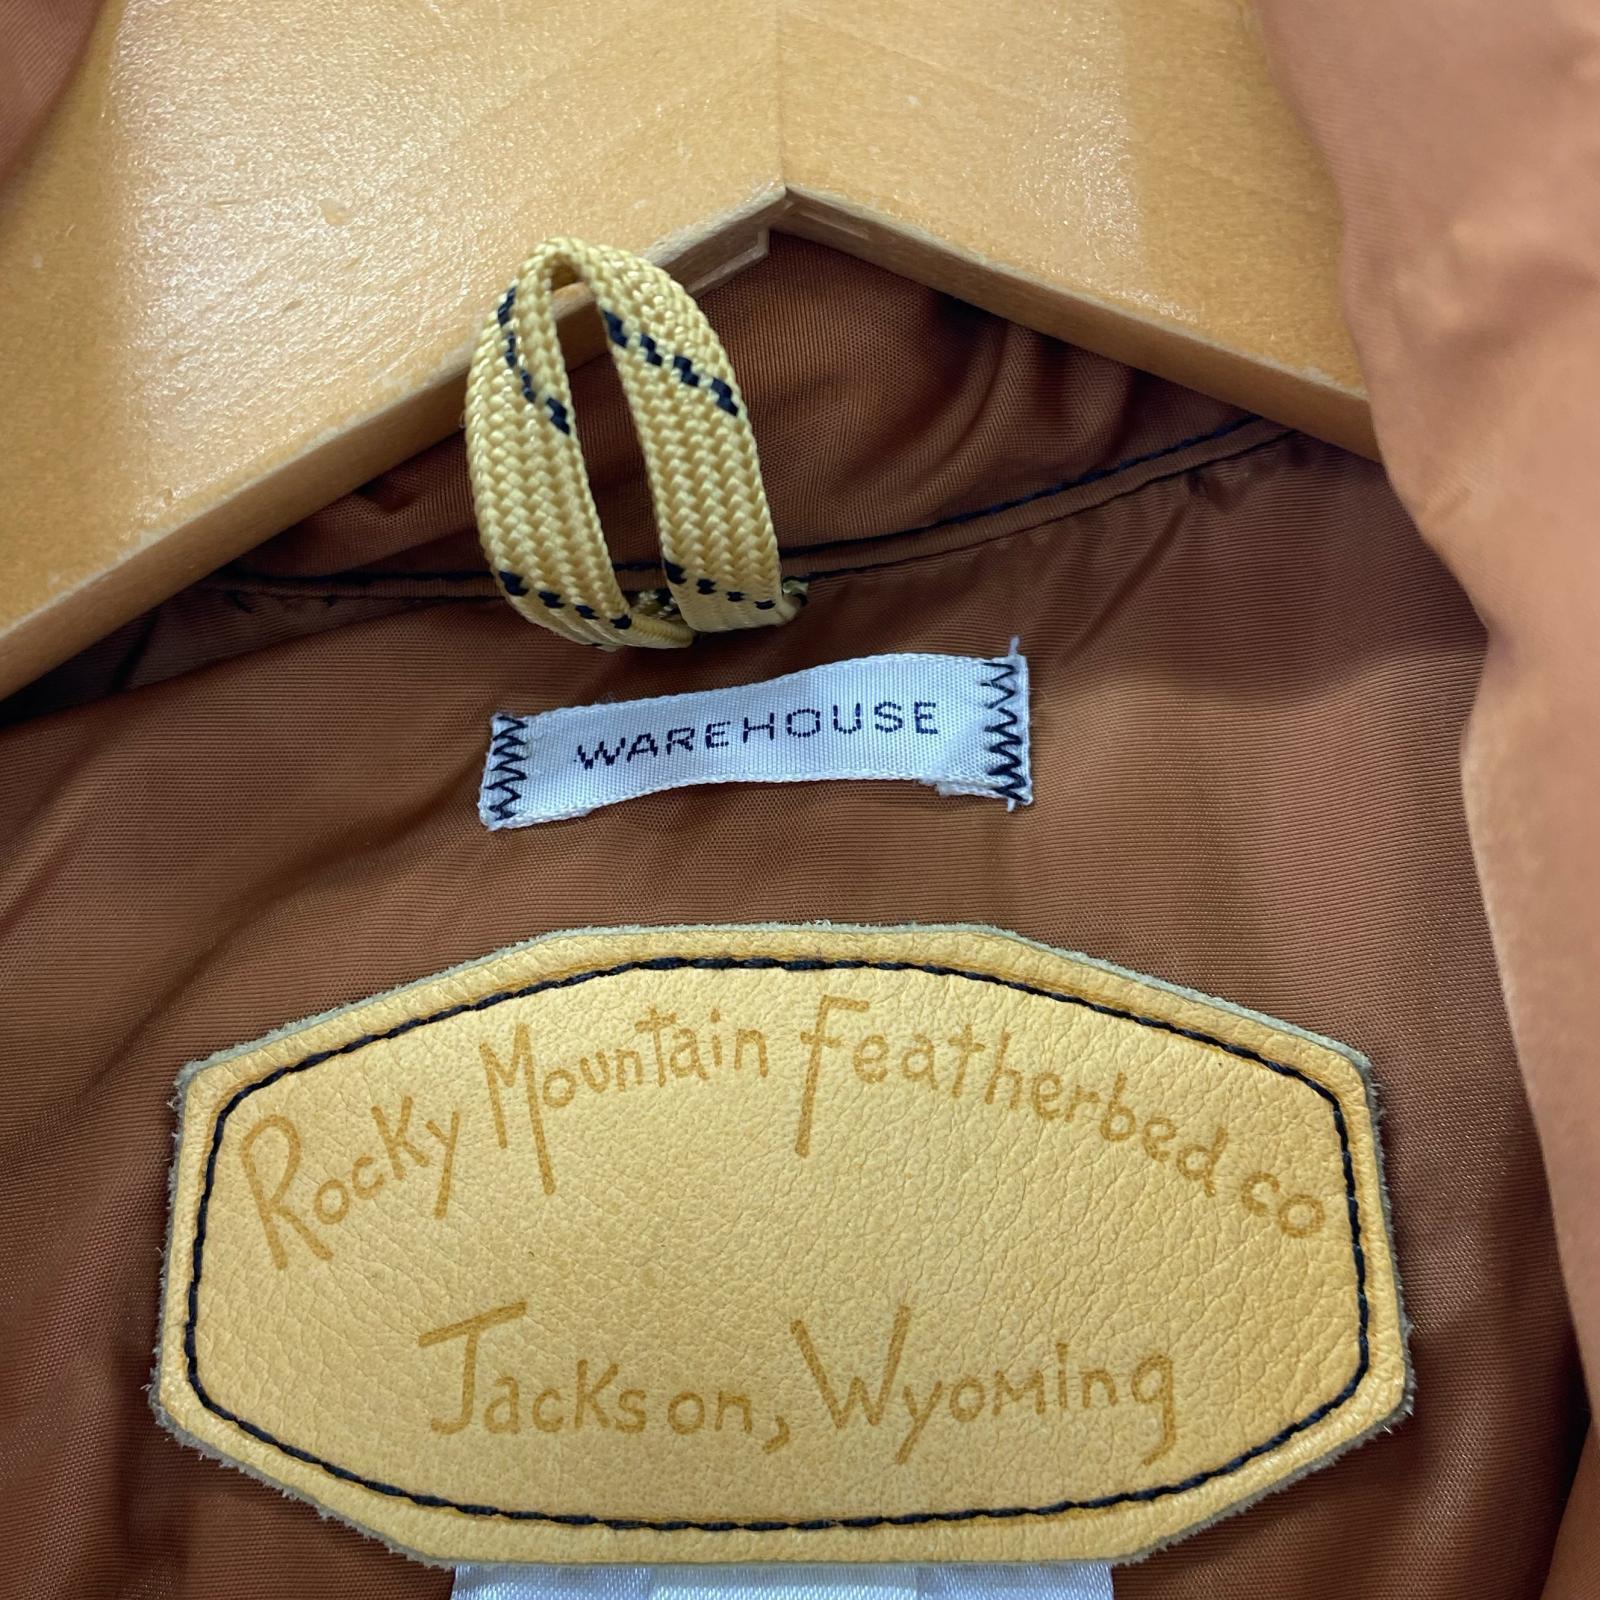 WAREHOUSE
Rocky Mountain Featherbed co
Jackson, Wyoming